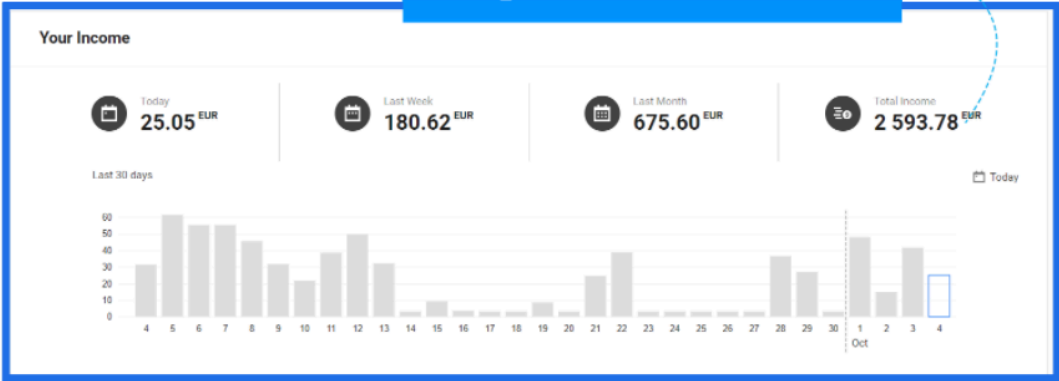 Your Income
Today
25.05 EUR
Last Week
180.62 EUR
Last Month
675.60 EUR
Total Income
2 593.78 EUR
Last 30 days
Today
60
50
40
30
20
10
0
4 5 6 7 8 9 10 11 12 13 14 15 16 17 18 19 20 21 22 23 24 25 26 27 28 29 30 1 2 3 4
Oct